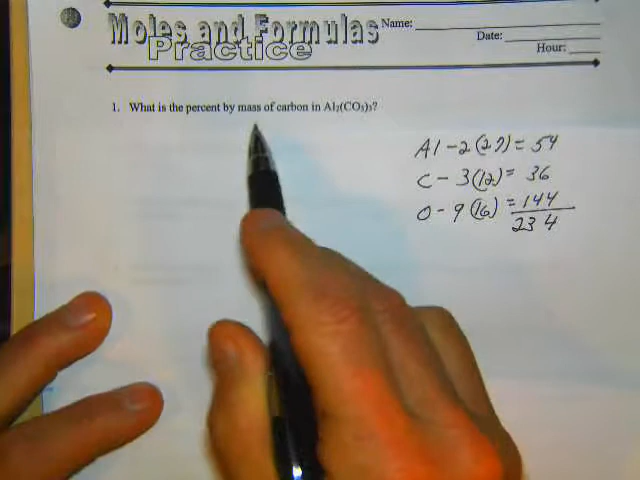 Moles and Formulas
Practice
Name:
Date:
Hour:
1. What is the percent by mass of carbon in Al₂(CO₃)₃?
Al - 2 (27) = 54
C - 3(12) = 36
O - 9 (16) = 144
234